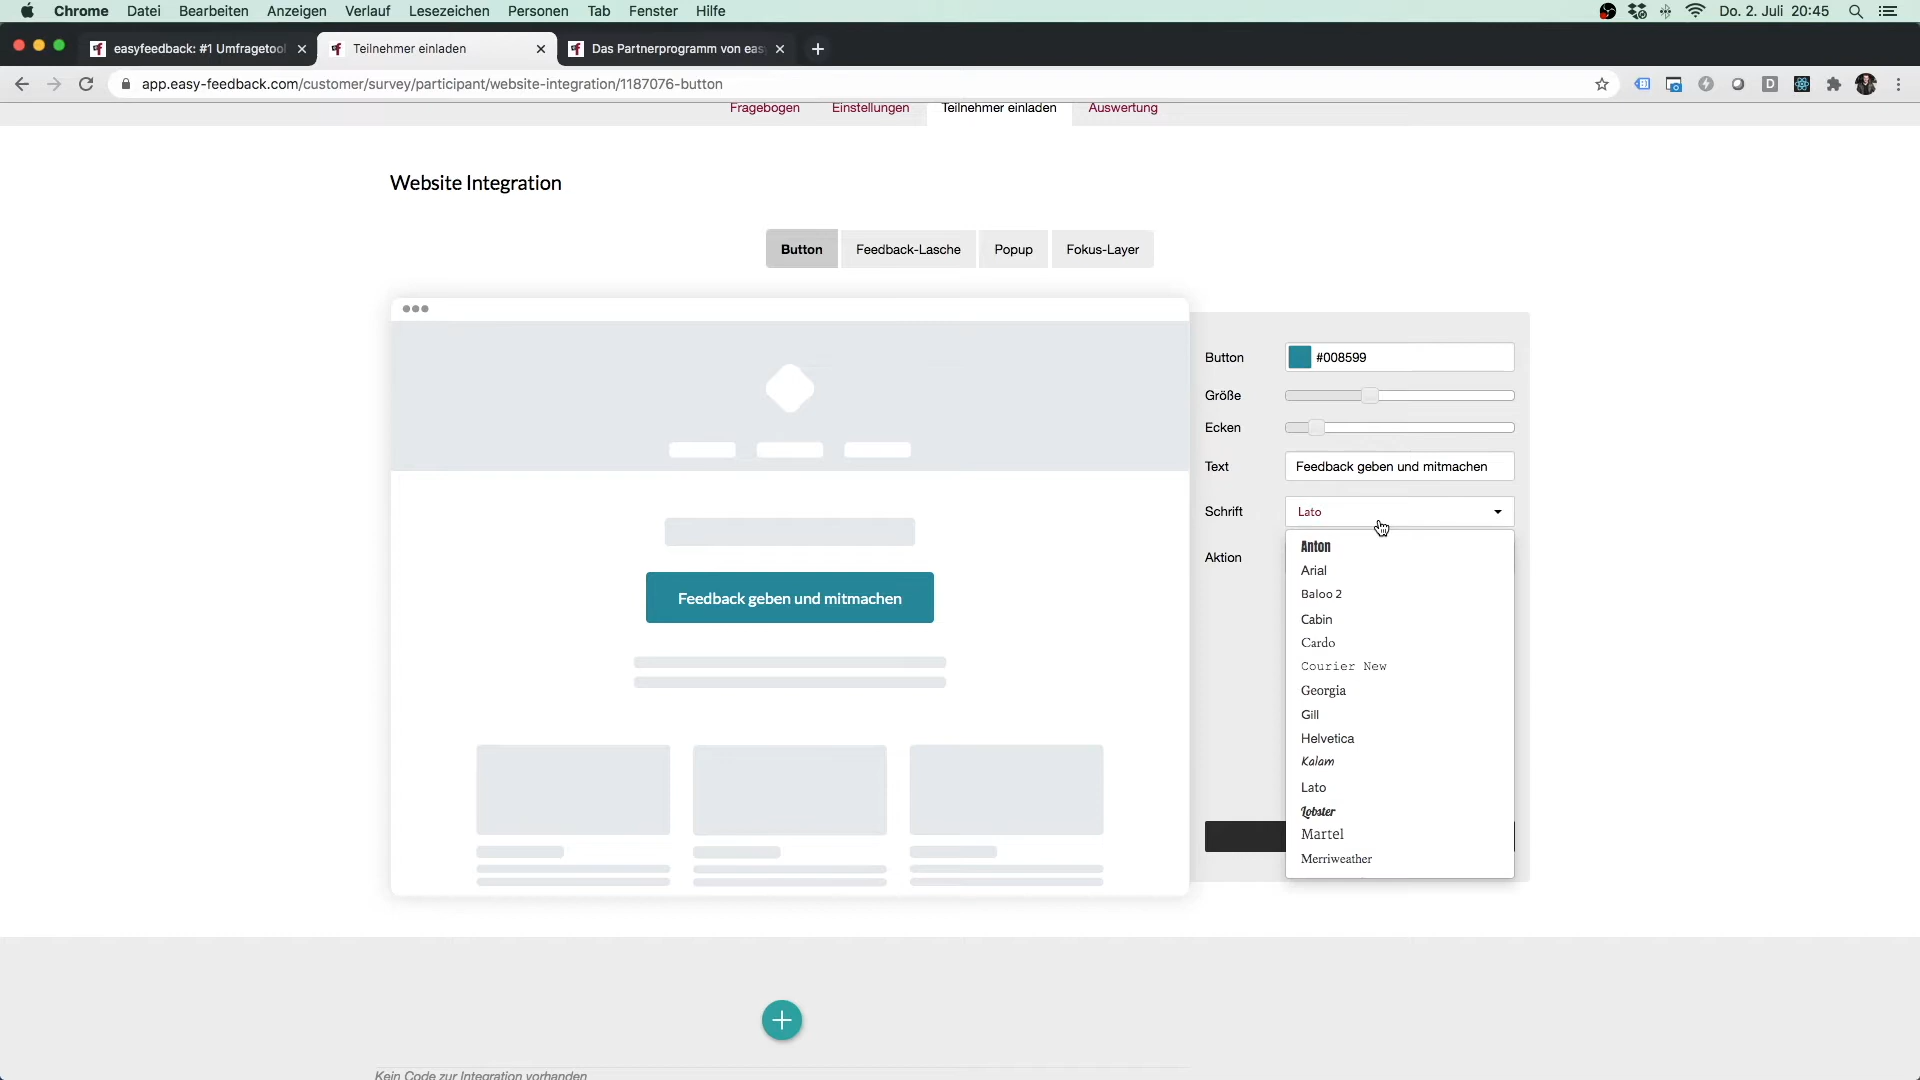 Chrome Datei Bearbeiten Anzeigen Verlauf Lesezeichen Personen Tab Fenster Hilfe Do. 2. Juli 20:45
easyfeedback: #1 Umfragetool Teilnehmer einladen Das Partnerprogramm von eas
app.easy-feedback.com/customer/survey/participant/website-integration/1187076-button
Fragebogen Einstellungen Teilnehmer einladen Auswertung
Website Integration
Button Feedback-Lasche Popup Fokus-Layer
Button #008599
Größe
Ecken
Text Feedback geben und mitmachen
Schrift Lato
Aktion
Anton
Arial
Baloo 2
Cabin
Cardo
Courier New
Georgia
Gill
Helvetica
Kalam
Lato
Lobster
Martel
Merriweather
Feedback geben und mitmachen
Kein Code zur Integration vorhanden